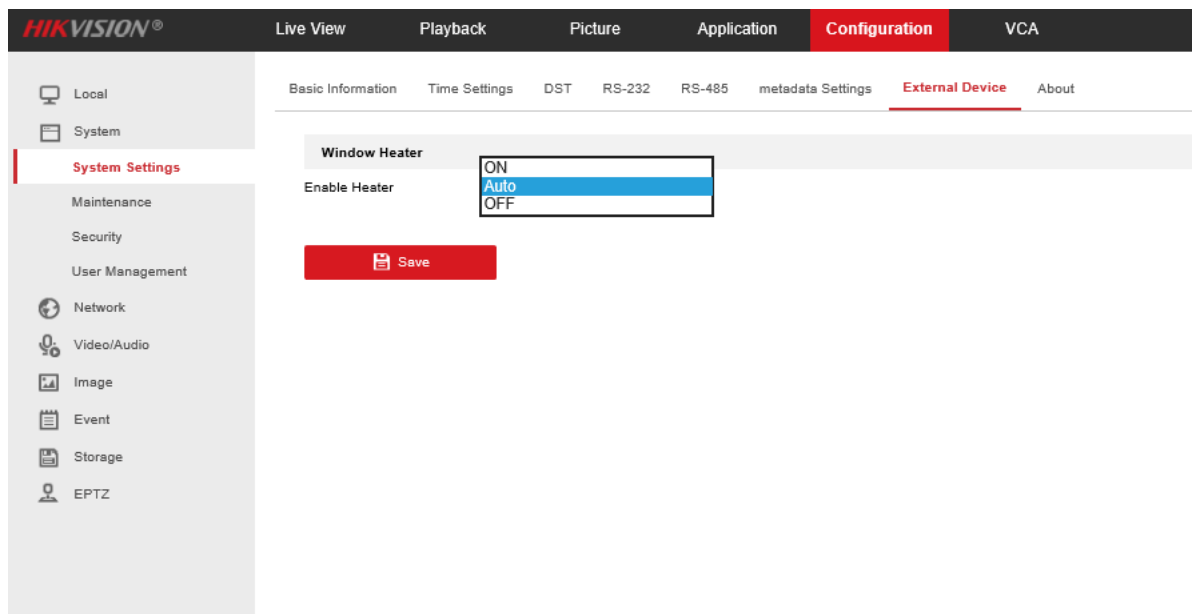 HIKVISION® Live View Playback Picture Application Configuration VCA
Basic Information Time Settings DST RS-232 RS-485 metadata Settings External Device About
Local
System
System Settings
Maintenance
Security
User Management
Network
Video/Audio
Image
Event
Storage
EPTZ
Window Heater
Enable Heater
ON
Auto
OFF
Save